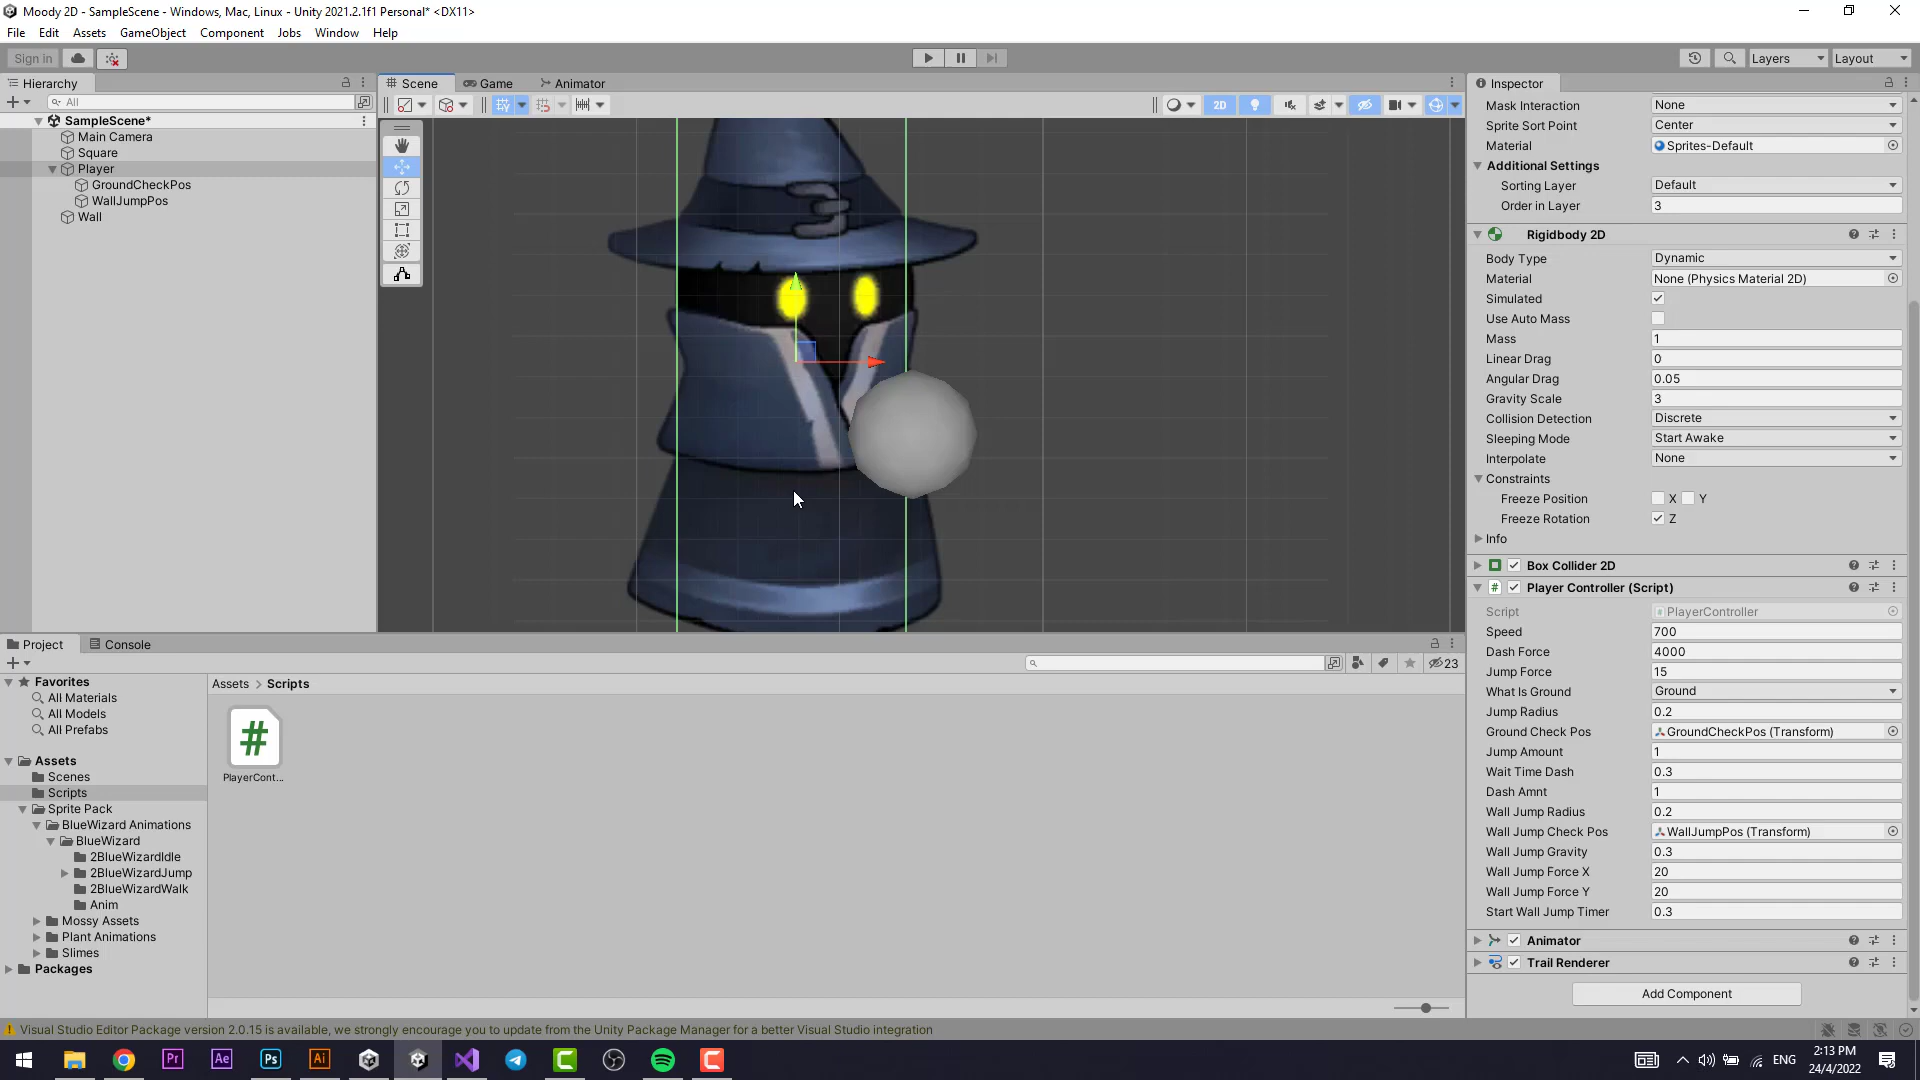 Moody 2D - SampleScene - Windows, Mac, Linux - Unity 2021.2.1f1 Personal* <DX11>
File Edit Assets GameObject Component Jobs Window Help
Sign in Layers Layout
Hierarchy Scene Game Animator Inspector
All
SampleScene*
Main Camera
Square
Player
GroundCheckPos
WallJumpPos
Wall
2D
Mask Interaction None
Sprite Sort Point Center
Material Sprites-Default
Additional Settings
Sorting Layer Default
Order in Layer 3
Rigidbody 2D
Body Type Dynamic
Material None (Physics Material 2D)
Simulated
Use Auto Mass
Mass 1
Linear Drag 0
Angular Drag 0.05
Gravity Scale 3
Collision Detection Discrete
Sleeping Mode Start Awake
Interpolate None
Constraints
Freeze Position X Y
Freeze Rotation Z
Info
Box Collider 2D
Player Controller (Script)
Script PlayerController
Speed 700
Dash Force 4000
Jump Force 15
What Is Ground Ground
Jump Radius 0.2
Ground Check Pos GroundCheckPos (Transform)
Jump Amount 1
Wait Time Dash 0.3
Dash Amnt 1
Wall Jump Radius 0.2
Wall Jump Check Pos WallJumpPos (Transform)
Wall Jump Gravity 0.3
Wall Jump Force X 20
Wall Jump Force Y 20
Start Wall Jump Timer 0.3
Animator
Trail Renderer
Add Component
Project Console
23
Favorites
All Materials
All Models
All Prefabs
Assets
Scenes
Scripts
Sprite Pack
BlueWizard Animations
BlueWizard
2BlueWizardIdle
2BlueWizardJump
2BlueWizardWalk
Anim
Mossy Assets
Plant Animations
Slimes
Packages
Assets > Scripts
#
PlayerCont...
Visual Studio Editor Package version 2.0.15 is available, we strongly encourage you to update from the Unity Package Manager for a better Visual Studio integration
Pr Ae Ps Ai
ENG
2:13 PM
24/4/2022